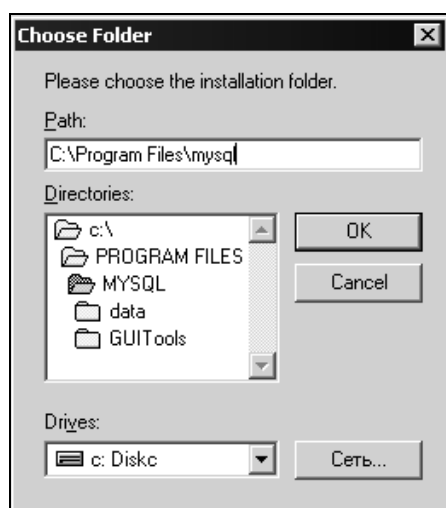 Choose Folder
Please choose the installation folder.
Path:
C:\Program Files\mysql
Directories:
c:\
PROGRAM FILES
MYSQL
data
GUITools
OK
Cancel
Drives:
c: Diskc
Сеть...